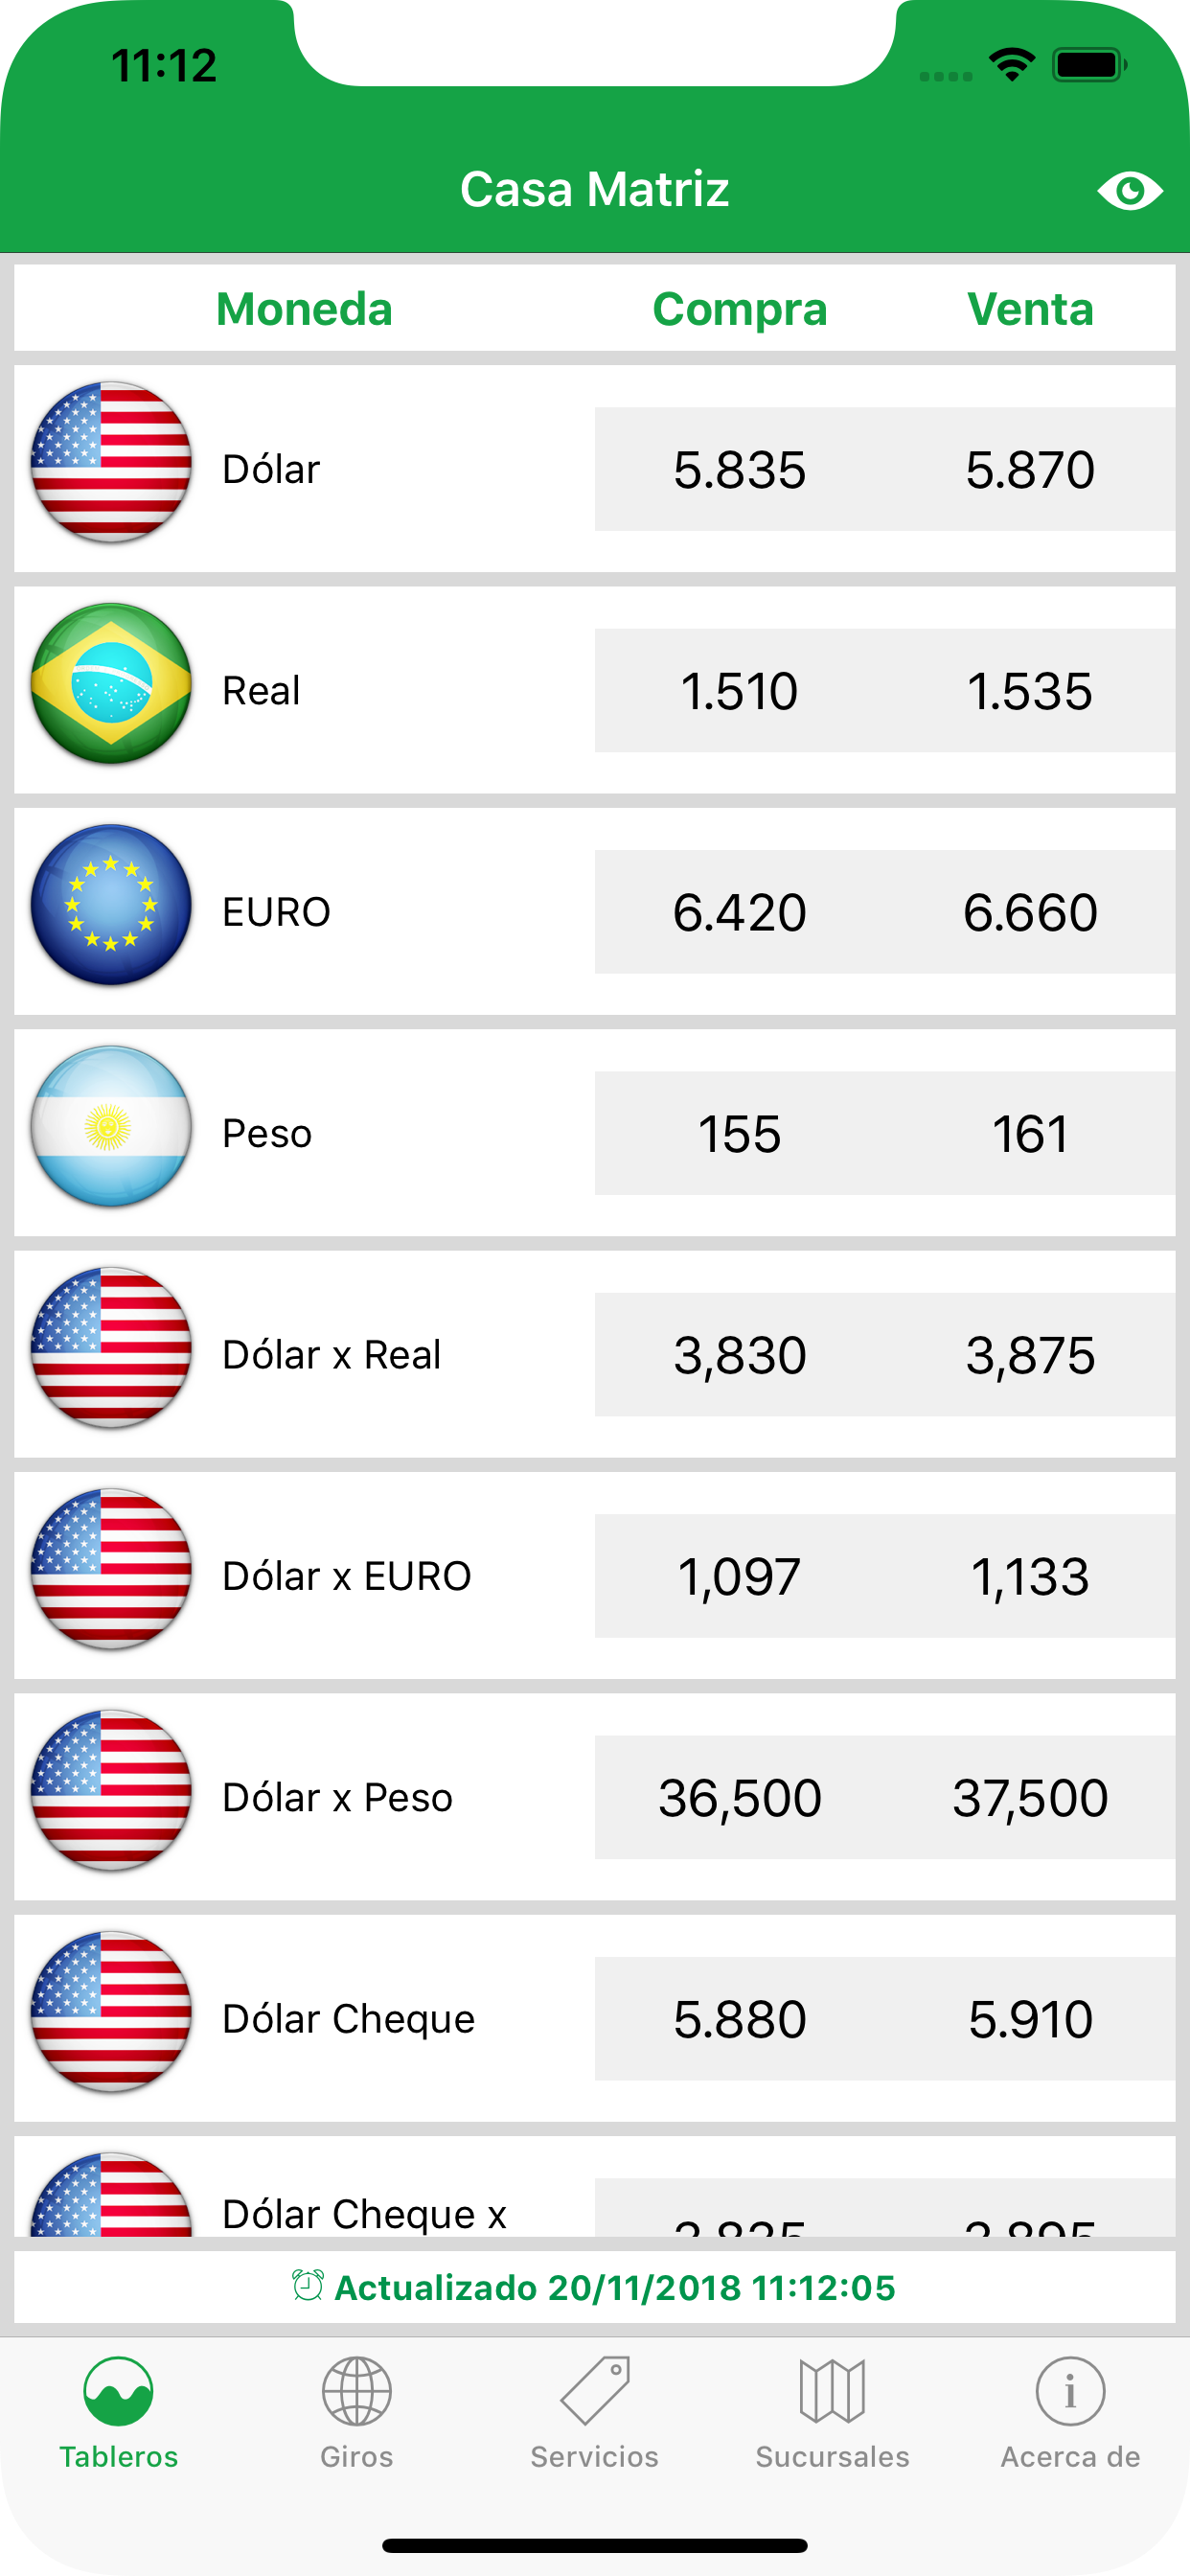 11:12
Casa Matriz
Moneda Compra Venta
Dólar 5.835 5.870
Real 1.510 1.535
EURO 6.420 6.660
Peso 155 161
Dólar x Real 3,830 3,875
Dólar x EURO 1,097 1,133
Dólar x Peso 36,500 37,500
Dólar Cheque 5.880 5.910
Dólar Cheque x
Actualizado 20/11/2018 11:12:05
Tableros Giros Servicios Sucursales Acerca de